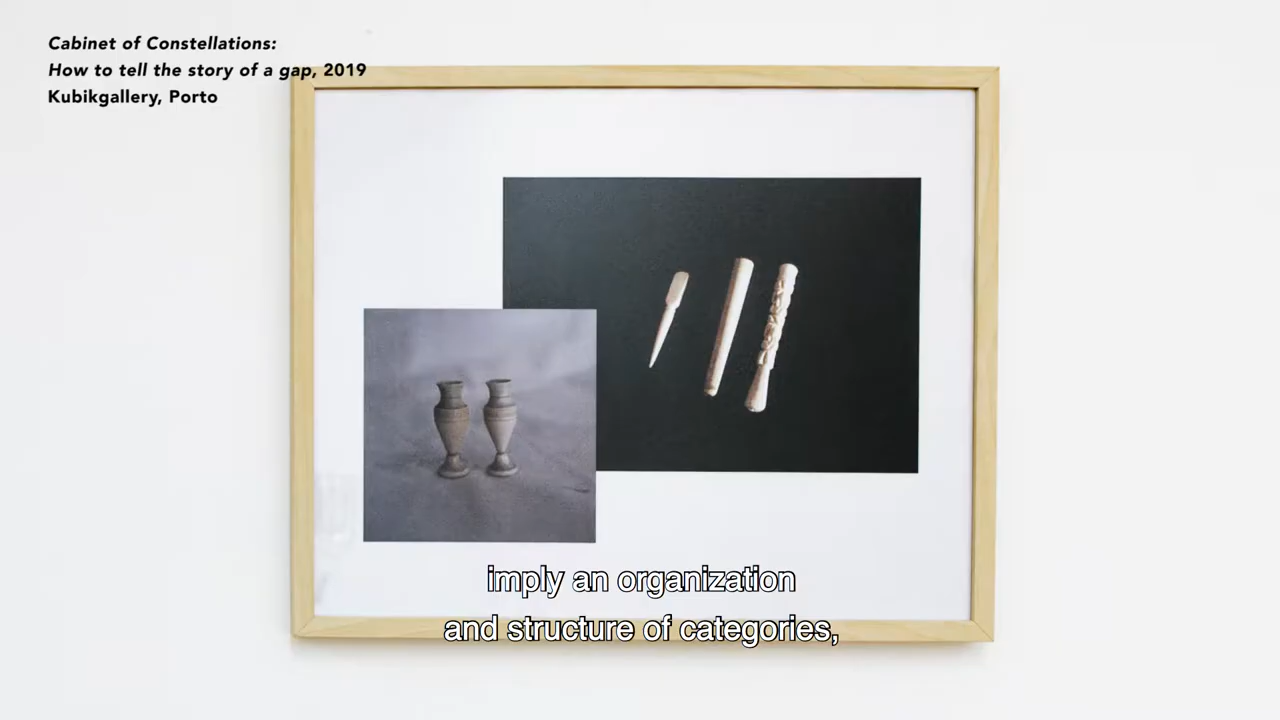 Cabinet of Constellations:
How to tell the story of a gap, 2019
Kubikgallery, Porto
imply an organization
and structure of categories,